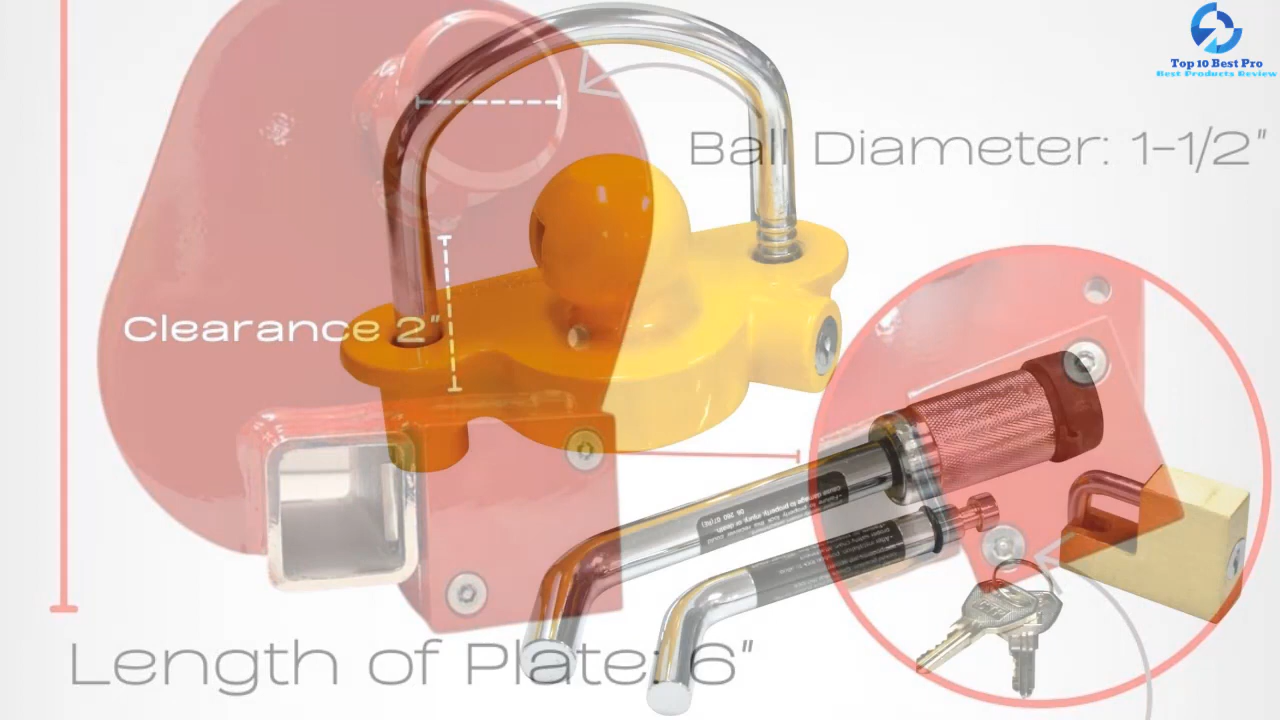 Top 10 Best Pro
Best Products Review
Ball Diameter: 1-1/2"
Clearance 2"
Length of Plate: 6"